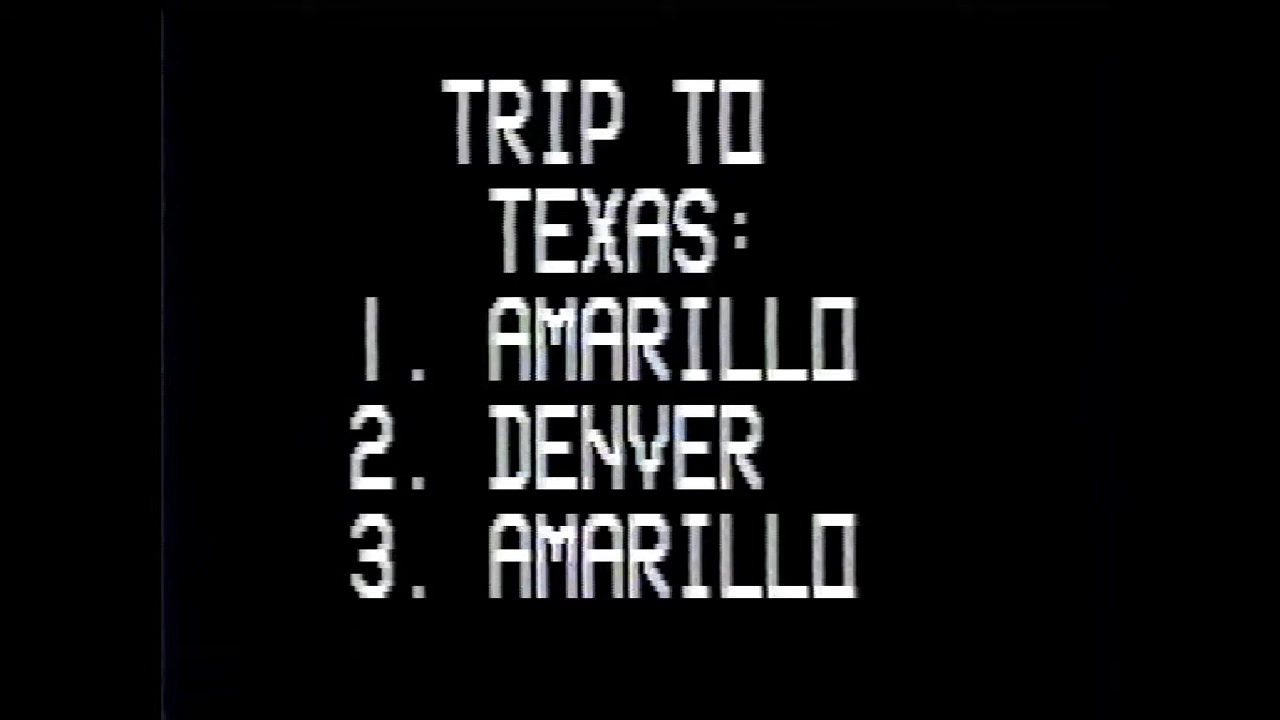 TRIP TO
TEXAS:
1. AMARILLO
2. DENVER
3. AMARILLO